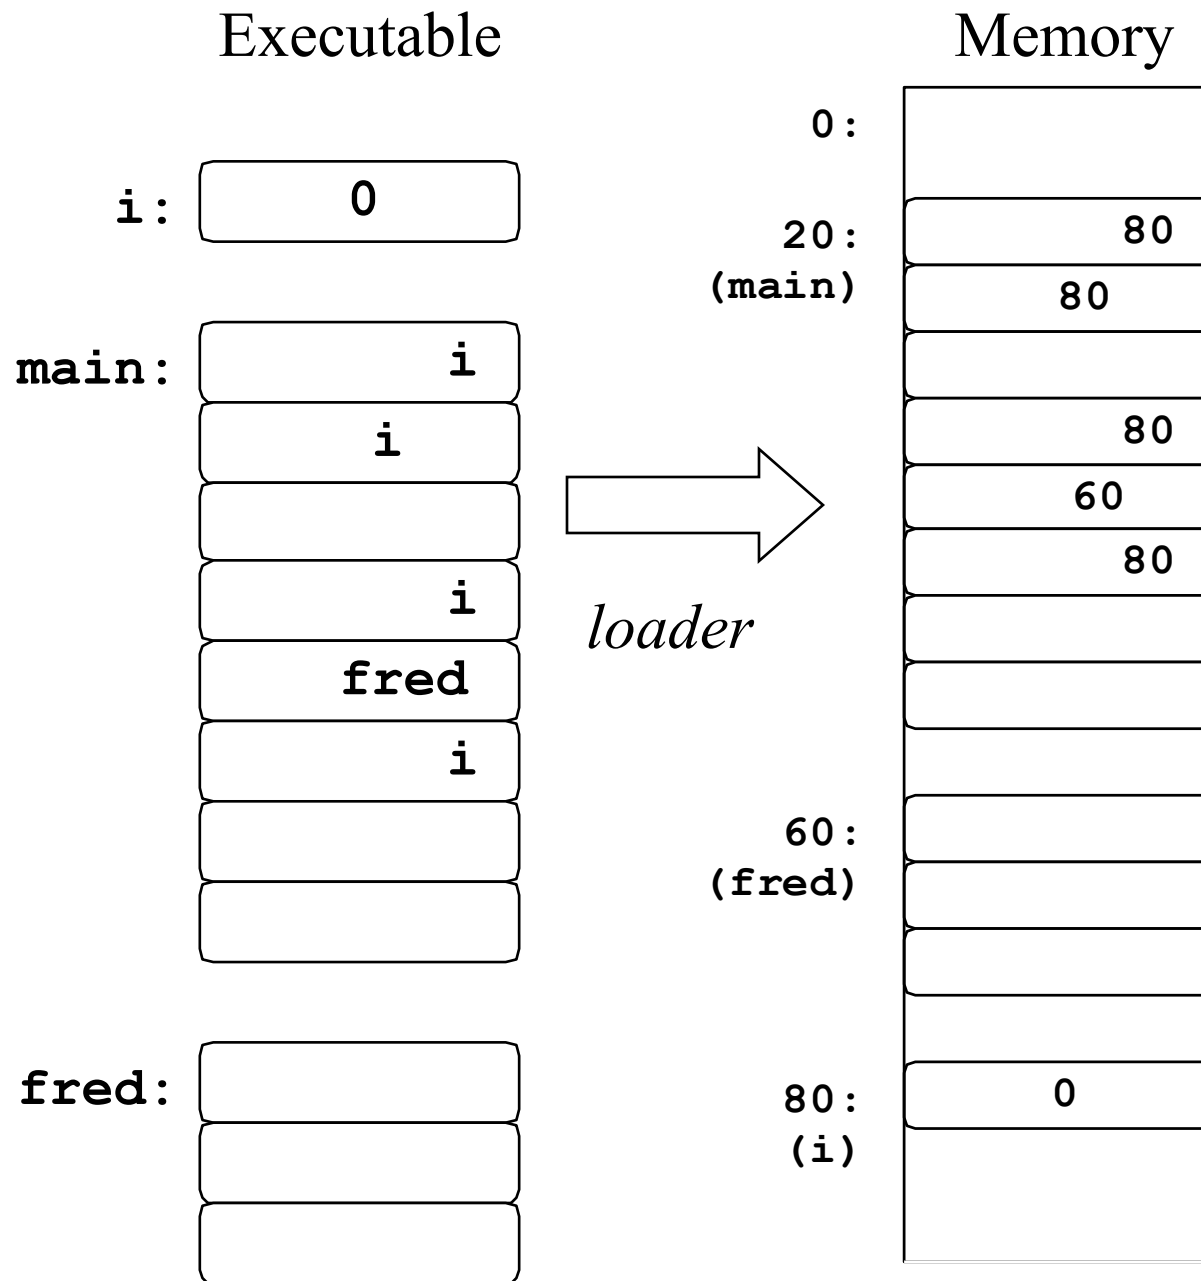 Executable
i:
0
main:
i
i
i
fred
i
fred:
loader
Memory
0:
20:
(main)
80
80
80
60
80
60:
(fred)
80:
(i)
0